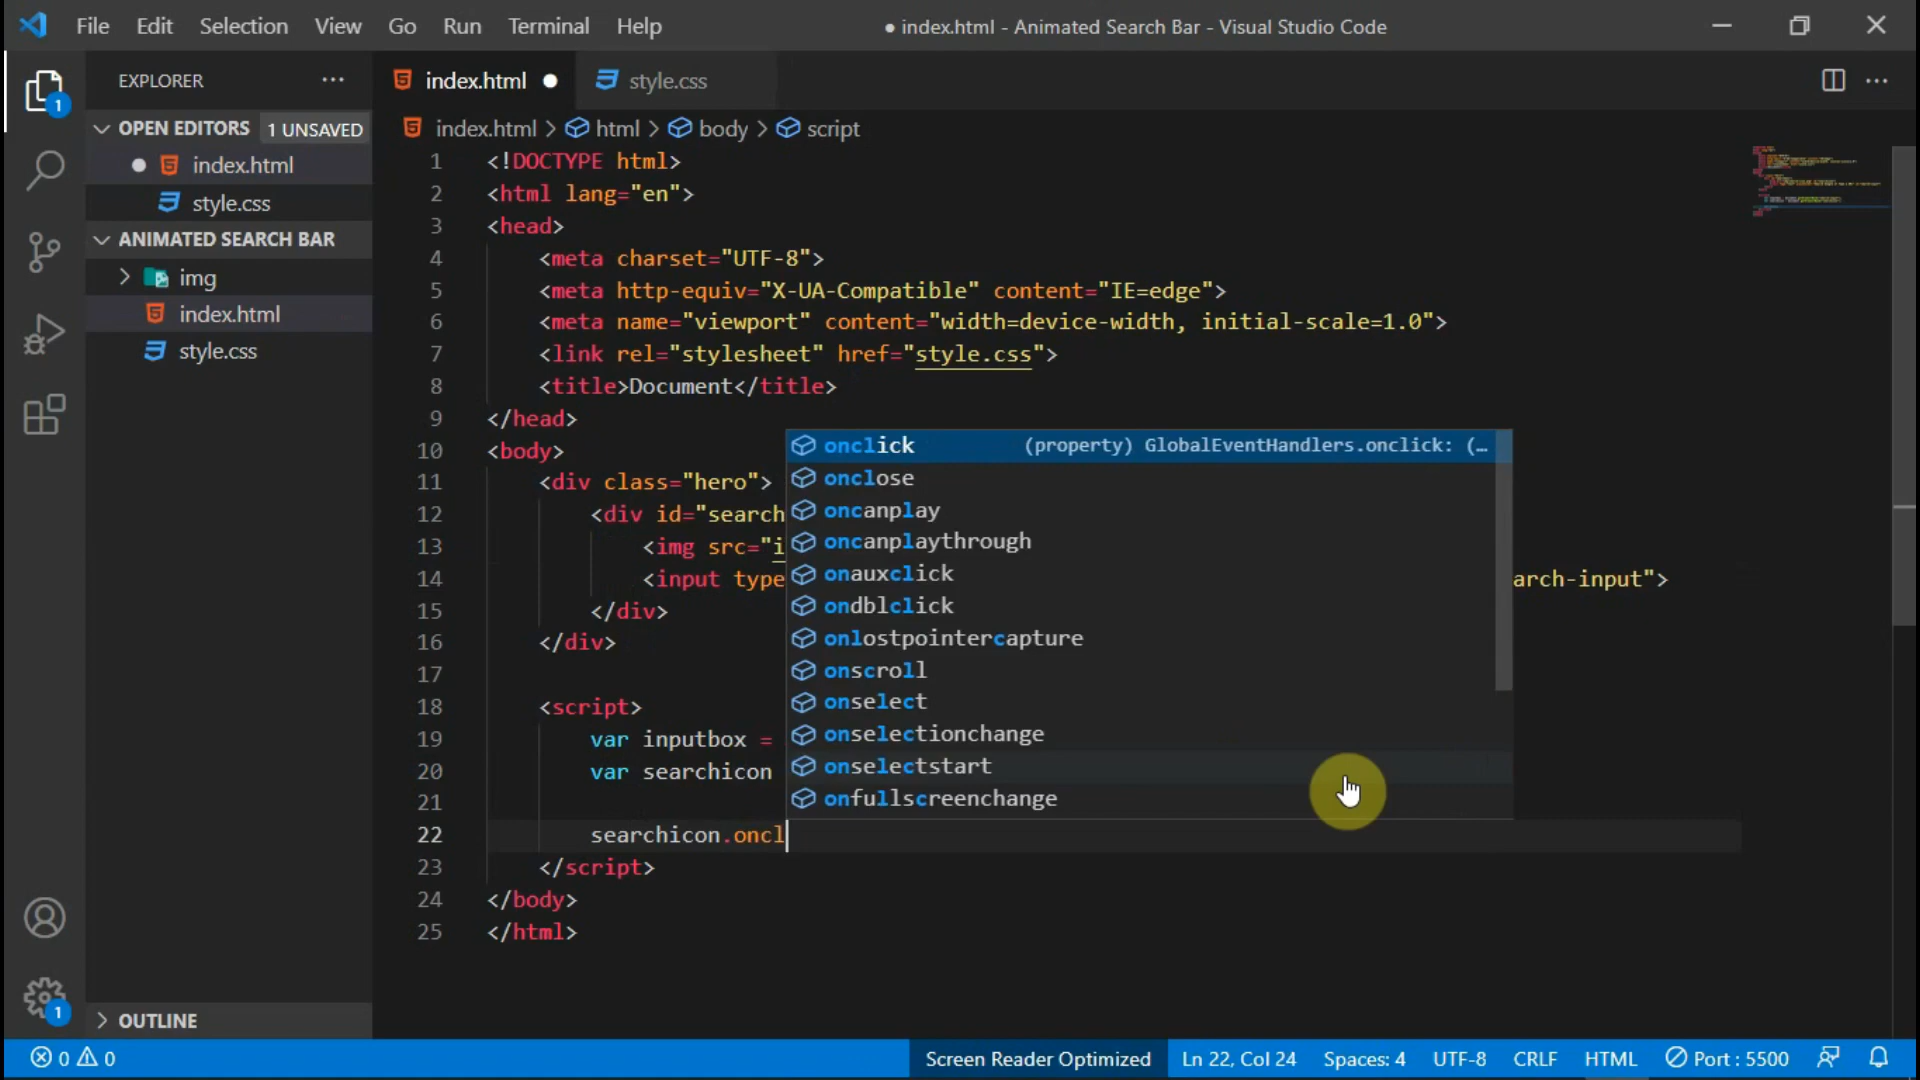 File Edit Selection View Go Run Terminal Help ● index.html - Animated Search Bar - Visual Studio Code
EXPLORER ··· index.html ● style.css ···
1
OPEN EDITORS 1 UNSAVED
index.html > html > body > script
● index.html
style.css
ANIMATED SEARCH BAR
> img
index.html
style.css
1 <!DOCTYPE html>
2 <html lang="en">
3 <head>
4 <meta charset="UTF-8">
5 <meta http-equiv="X-UA-Compatible" content="IE=edge">
6 <meta name="viewport" content="width=device-width, initial-scale=1.0">
7 <link rel="stylesheet" href="style.css">
8 <title>Document</title>
9 </head>
10 <body>
11 <div class="hero">
12 <div id="search
13 <img src="i
14 <input type arch-input">
15 </div>
16 </div>
17
18 <script>
19 var inputbox =
20 var searchicon
21
22 searchicon.oncl
23 </script>
24 </body>
25 </html>
onclick (property) GlobalEventHandlers.onclick: (…
onclose
oncanplay
oncanplaythrough
onauxclick
ondblclick
onlostpointercapture
onscroll
onselect
onselectionchange
onselectstart
onfullscreenchange
1
OUTLINE
0 0 Screen Reader Optimized Ln 22, Col 24 Spaces: 4 UTF-8 CRLF HTML Port : 5500